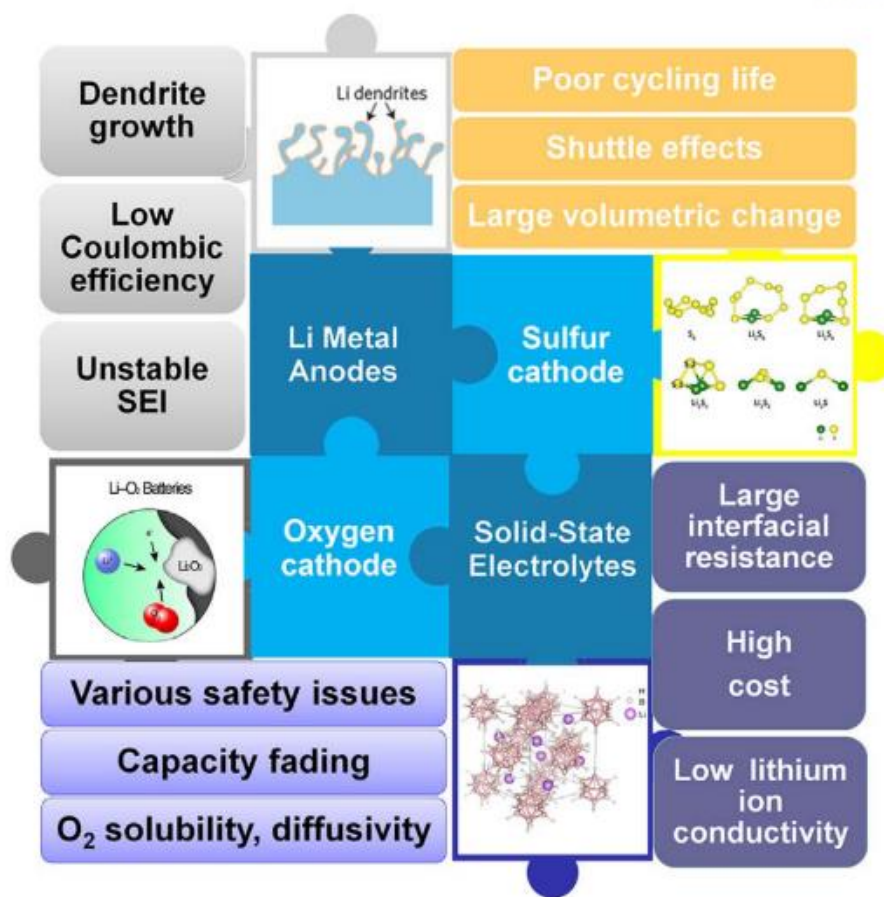 Dendrite
growth
Low
Coulombic
efficiency
Unstable
SEI
Li dendrites
Poor cycling life
Shuttle effects
Large volumetric change
Li Metal
Anodes
Sulfur
cathode
Li₂S
Li–O₂ Batteries
e⁻
Li₂O₂
Oxygen
cathode
Solid-State
Electrolytes
Large
interfacial
resistance
High
cost
Low lithium
ion
conductivity
Various safety issues
Capacity fading
O₂ solubility, diffusivity
H
B
Li